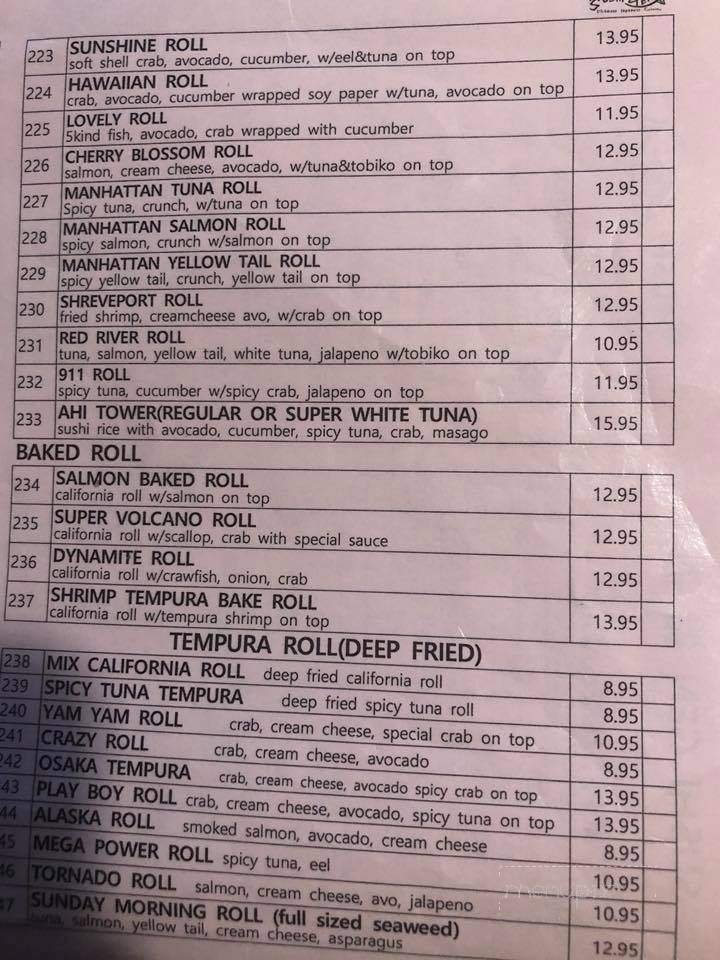 223 SUNSHINE ROLL 13.95
soft shell crab, avocado, cucumber, w/eel&tuna on top
224 HAWAIIAN ROLL 13.95
crab, avocado, cucumber wrapped soy paper w/tuna, avocado on top
225 LOVELY ROLL 11.95
5kind fish, avocado, crab wrapped with cucumber
226 CHERRY BLOSSOM ROLL 12.95
salmon, cream cheese, avocado, w/tuna&tobiko on top
227 MANHATTAN TUNA ROLL 12.95
Spicy tuna, crunch, w/tuna on top
228 MANHATTAN SALMON ROLL 12.95
spicy salmon, crunch w/salmon on top
229 MANHATTAN YELLOW TAIL ROLL 12.95
spicy yellow tail, crunch, yellow tail on top
230 SHREVEPORT ROLL 12.95
fried shrimp, creamcheese avo, w/crab on top
231 RED RIVER ROLL 10.95
tuna, salmon, yellow tail, white tuna, jalapeno w/tobiko on top
232 911 ROLL 11.95
spicy tuna, cucumber w/spicy crab, jalapeno on top
233 AHI TOWER(REGULAR OR SUPER WHITE TUNA) 15.95
sushi rice with avocado, cucumber, spicy tuna, crab, masago
BAKED ROLL
234 SALMON BAKED ROLL 12.95
california roll w/salmon on top
235 SUPER VOLCANO ROLL 12.95
california roll w/scallop, crab with special sauce
236 DYNAMITE ROLL 12.95
california roll w/crawfish, onion, crab
237 SHRIMP TEMPURA BAKE ROLL 13.95
california roll w/tempura shrimp on top
TEMPURA ROLL(DEEP FRIED)
238 MIX CALIFORNIA ROLL deep fried california roll 8.95
239 SPICY TUNA TEMPURA deep fried spicy tuna roll 8.95
240 YAM YAM ROLL crab, cream cheese, special crab on top 10.95
241 CRAZY ROLL crab, cream cheese, avocado 8.95
242 OSAKA TEMPURA crab, cream cheese, avocado spicy crab on top 13.95
43 PLAY BOY ROLL crab, cream cheese, avocado, spicy tuna on top 13.95
44 ALASKA ROLL smoked salmon, avocado, cream cheese 8.95
45 MEGA POWER ROLL spicy tuna, eel 10.95
46 TORNADO ROLL salmon, cream cheese, avo, jalapeno 10.95
47 SUNDAY MORNING ROLL (full sized seaweed) 12.95
tuna, salmon, yellow tail, cream cheese, asparagus